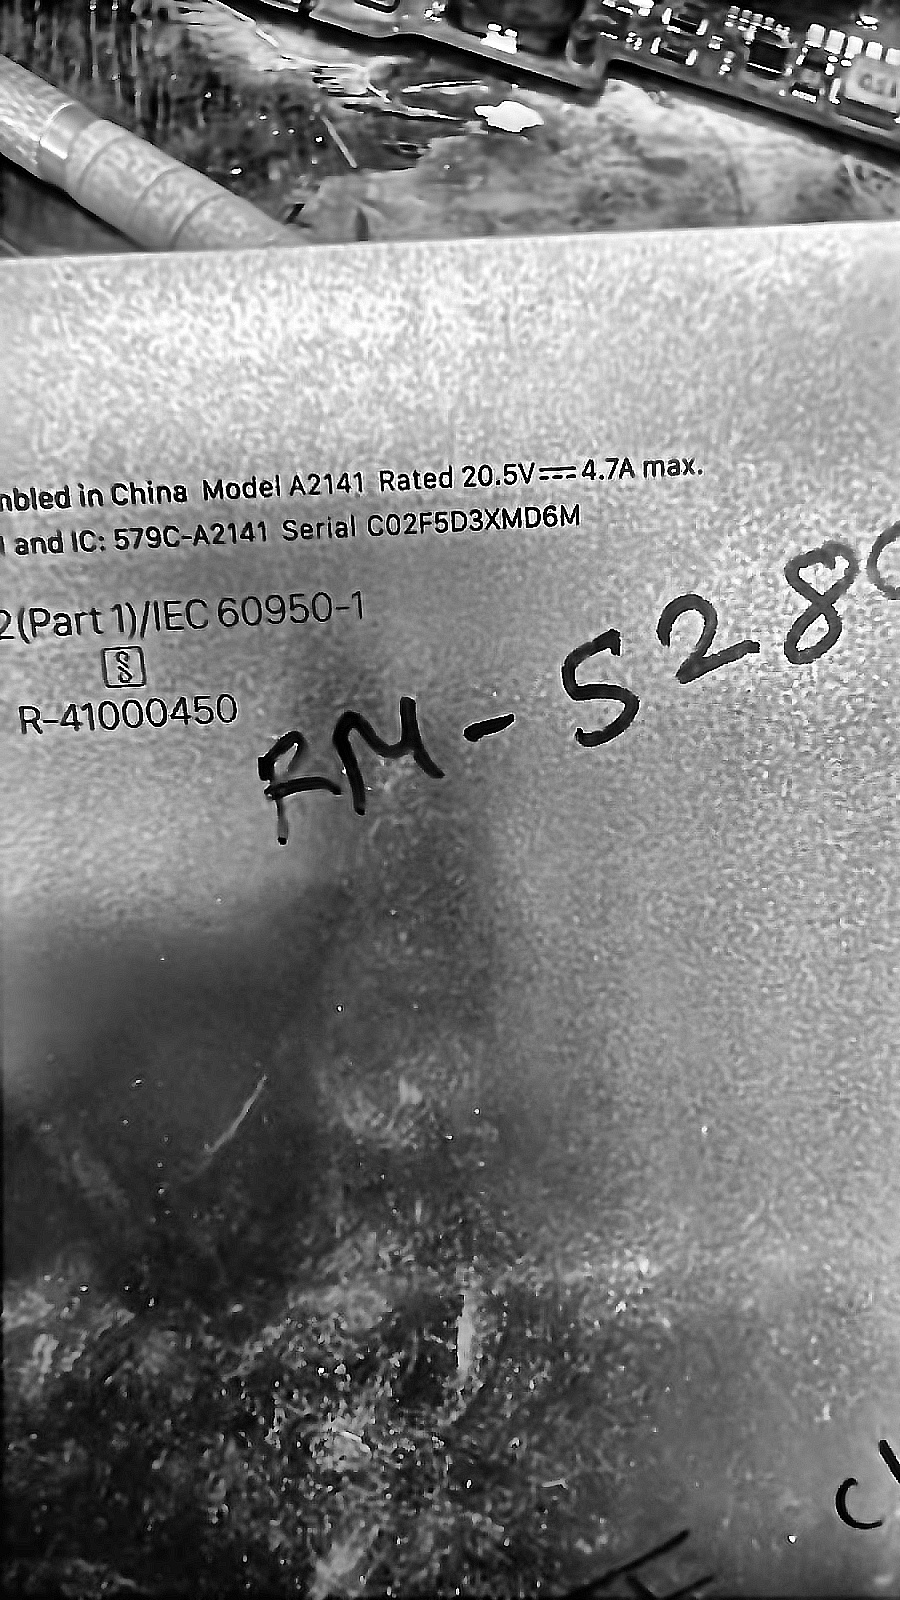 mbled in China Model A2141 Rated 20.5V⎓4.7A max.
and IC: 579C-A2141 Serial C02F5D3XMD6M
2(Part 1)/IEC 60950-1
R-41000450
RM-528